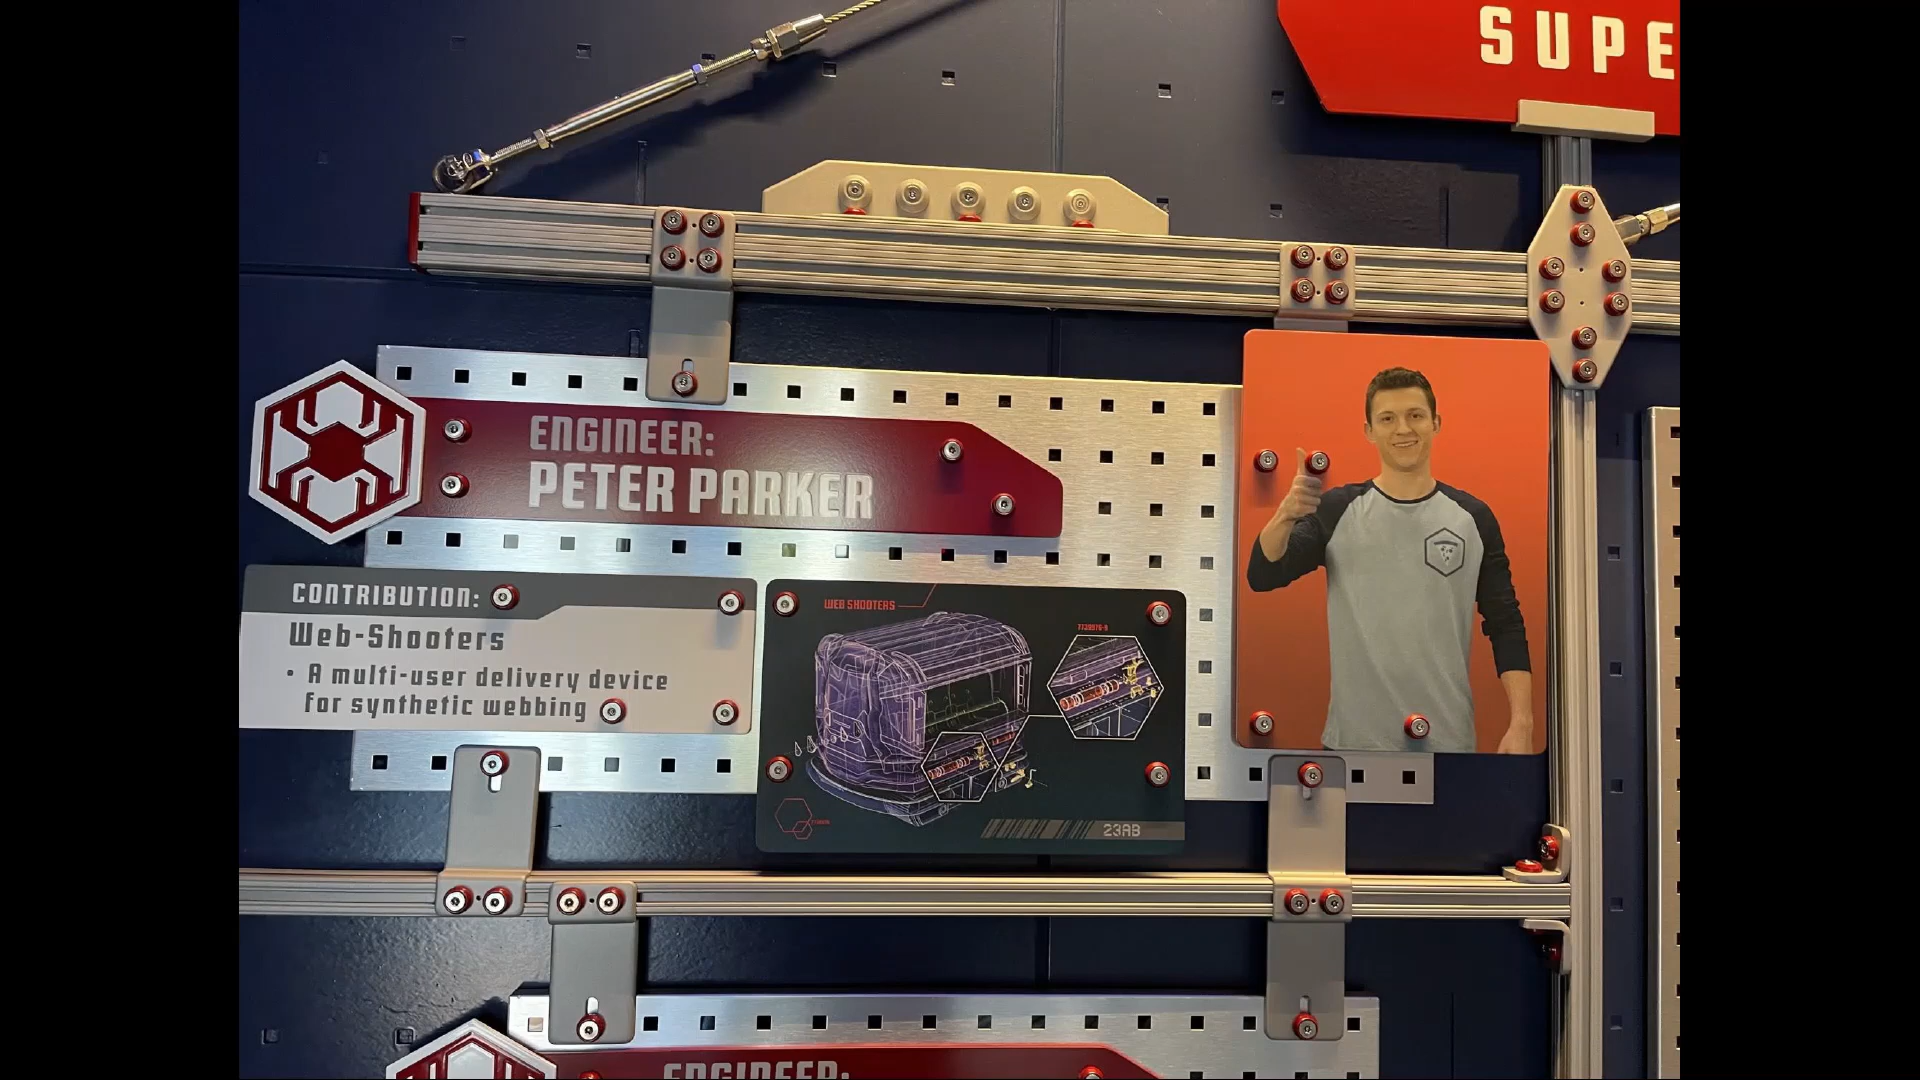 SUPE
ENGINEER:
PETER PARKER
CONTRIBUTION:
Web-Shooters
• A multi-user delivery device
for synthetic webbing
WEB SHOOTERS
23AB
ENGINEER: